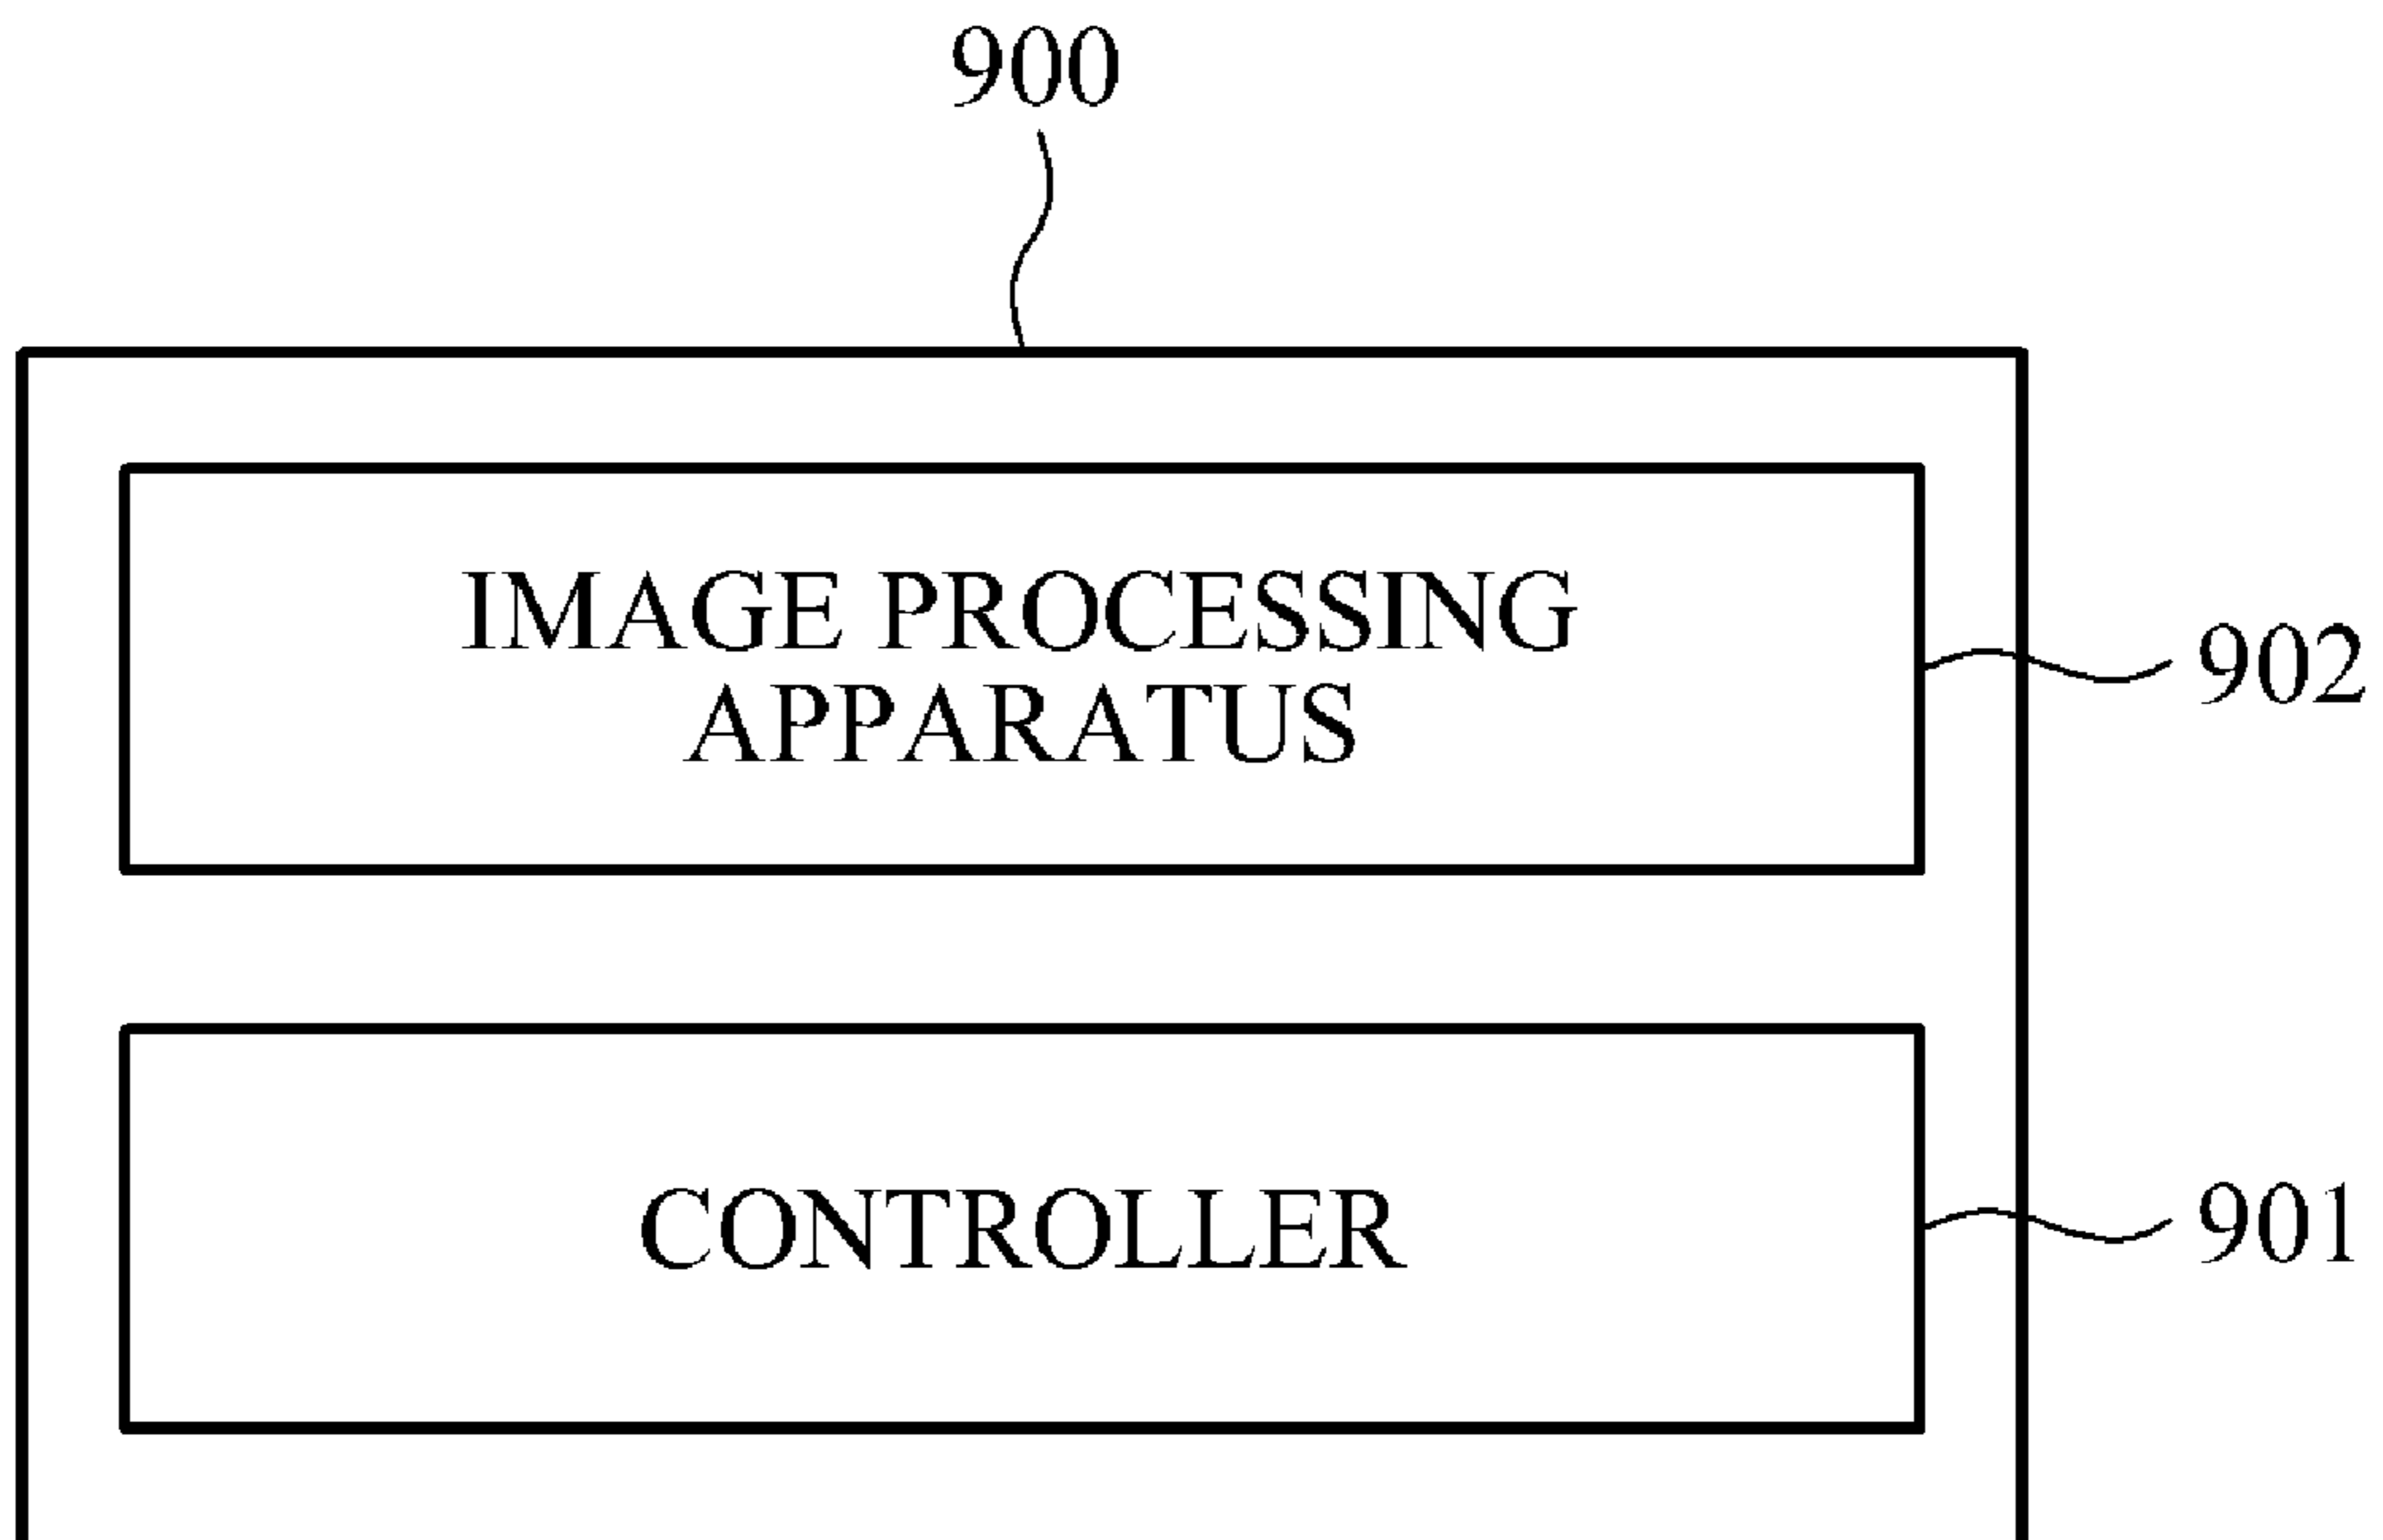 900
IMAGE PROCESSING
APPARATUS
902
CONTROLLER
901